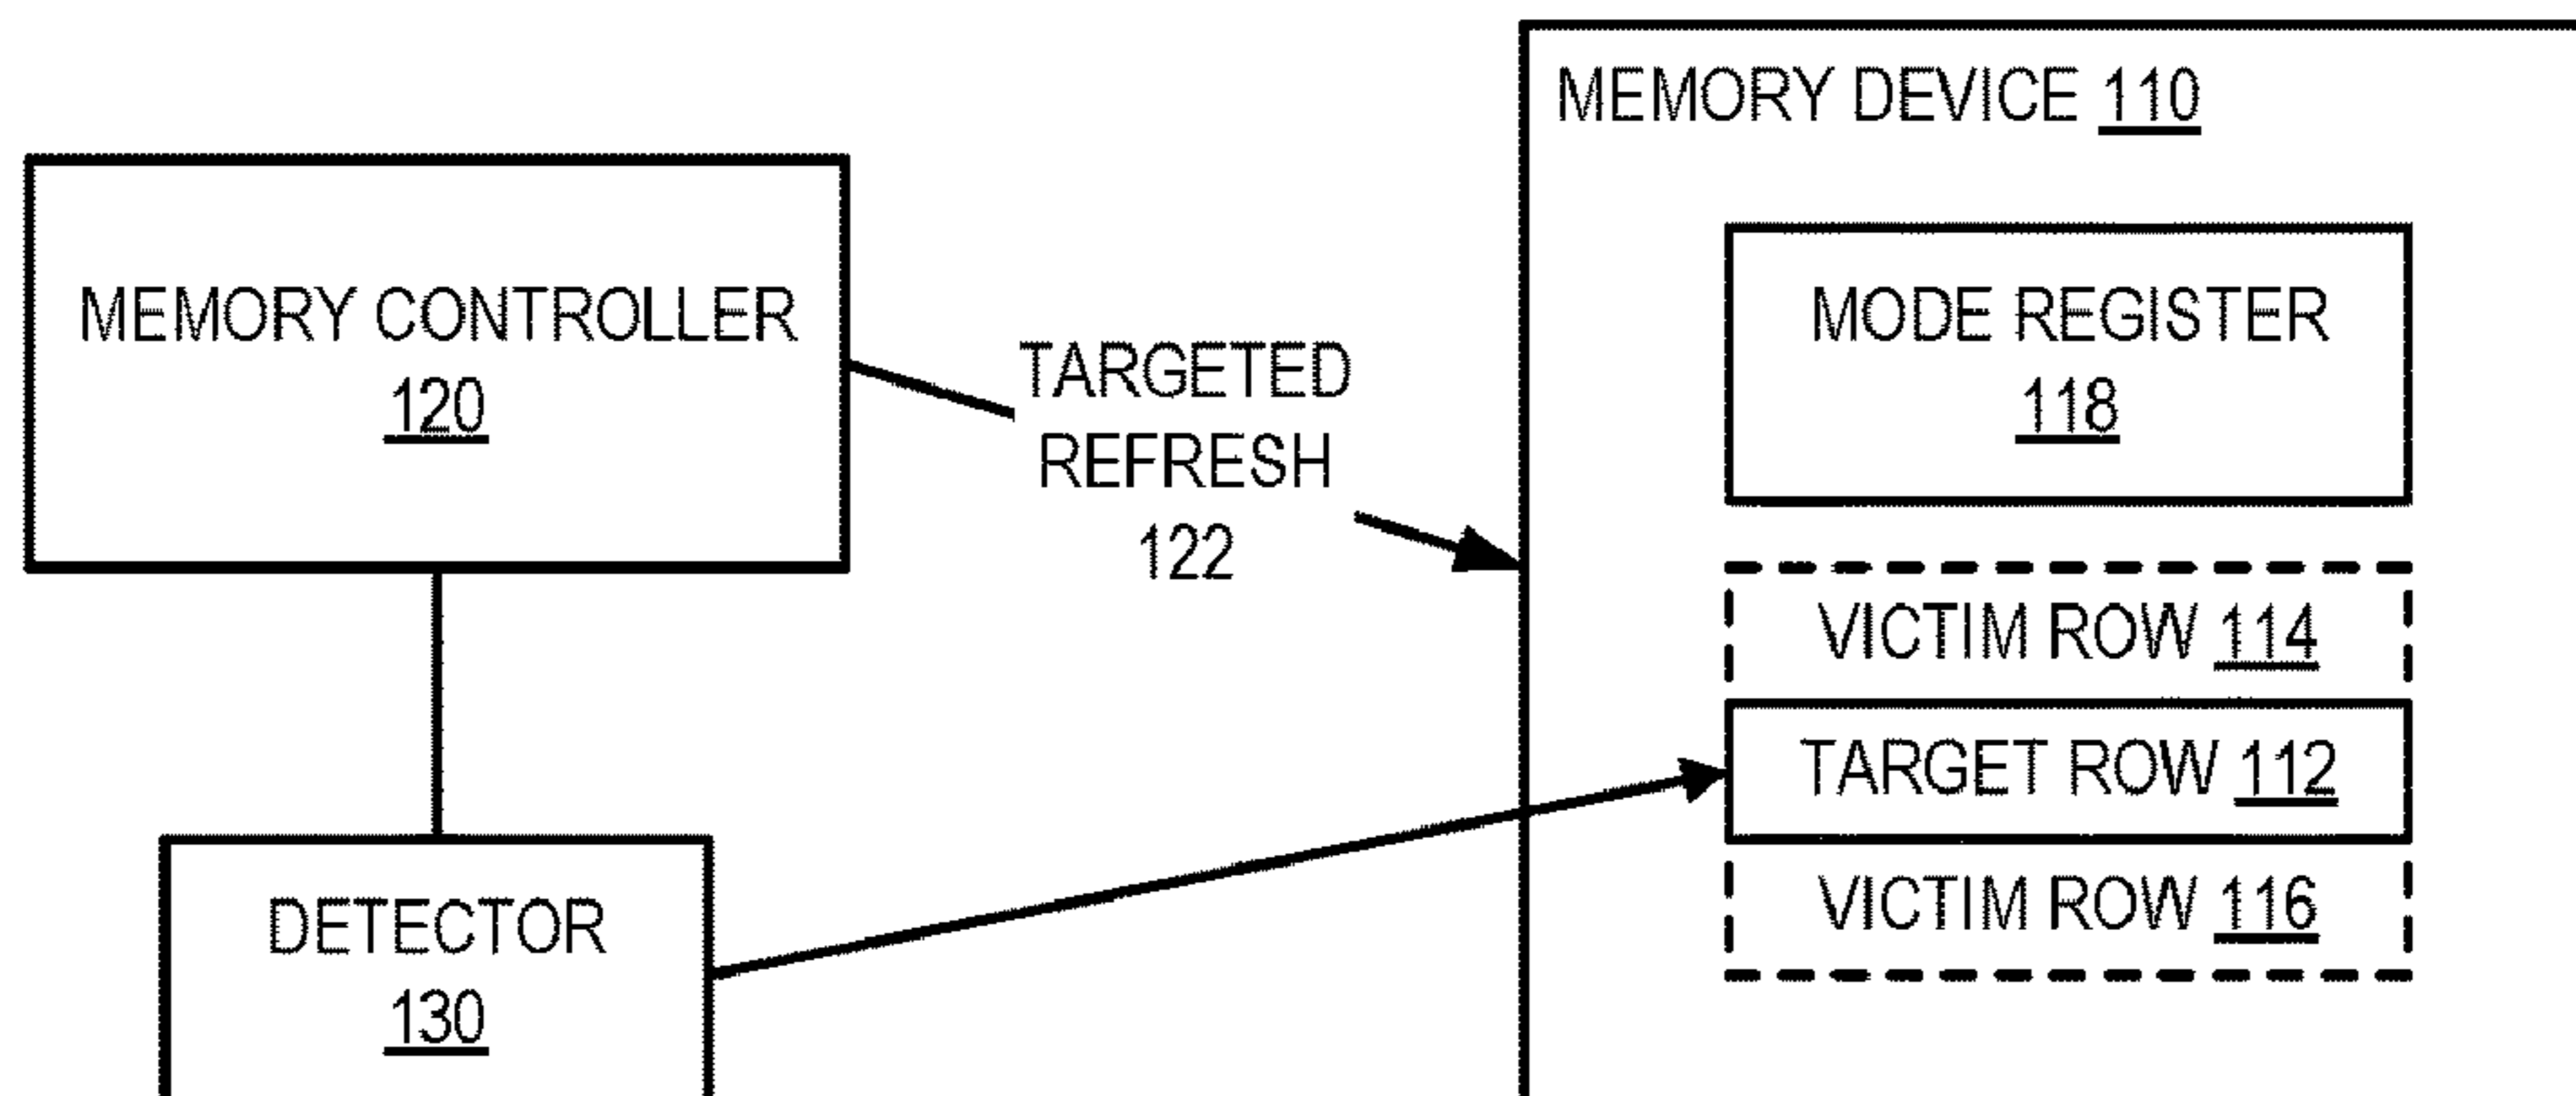 MEMORY DEVICE 110
MEMORY CONTROLLER
120
TARGETED
REFRESH
122
MODE REGISTER
118
VICTIM ROW 114
TARGET ROW 112
VICTIM ROW 116
DETECTOR
130